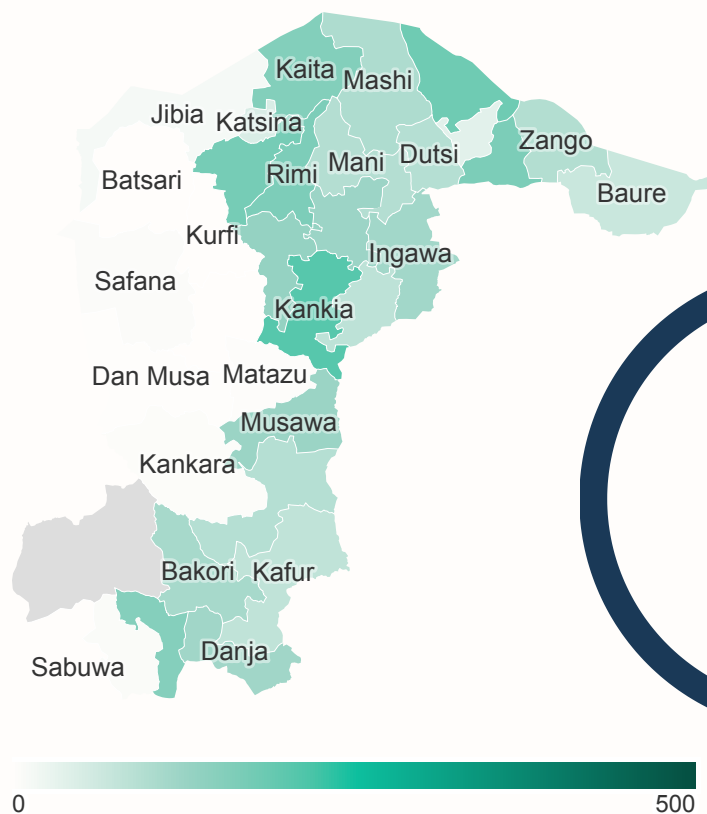 Kaita
Mashi
Jibia
Katsina
Zango
Dutsi
Mani
Rimi
Batsari
Baure
Kurfi
Ingawa
Safana
Kankia
Dan Musa
Matazu
Musawa
Kankara
Bakori
Kafur
Danja
Sabuwa
0
500